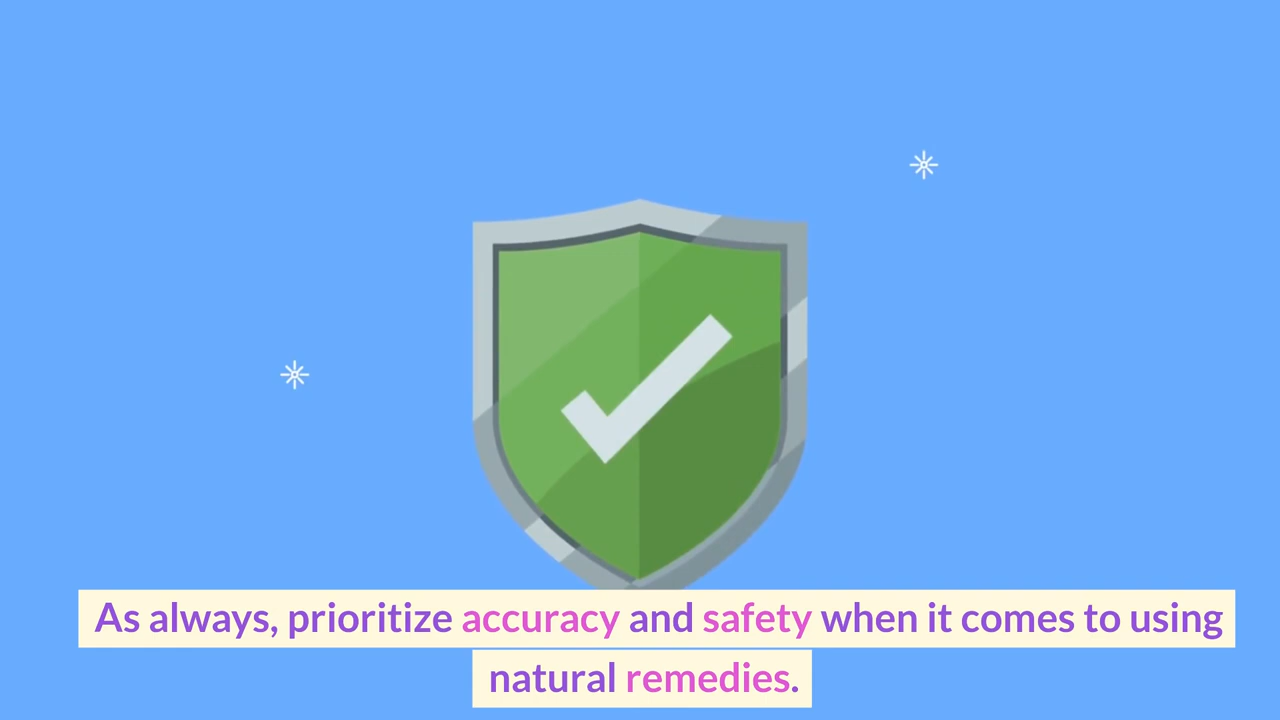 As always, prioritize accuracy and safety when it comes to using
natural remedies.